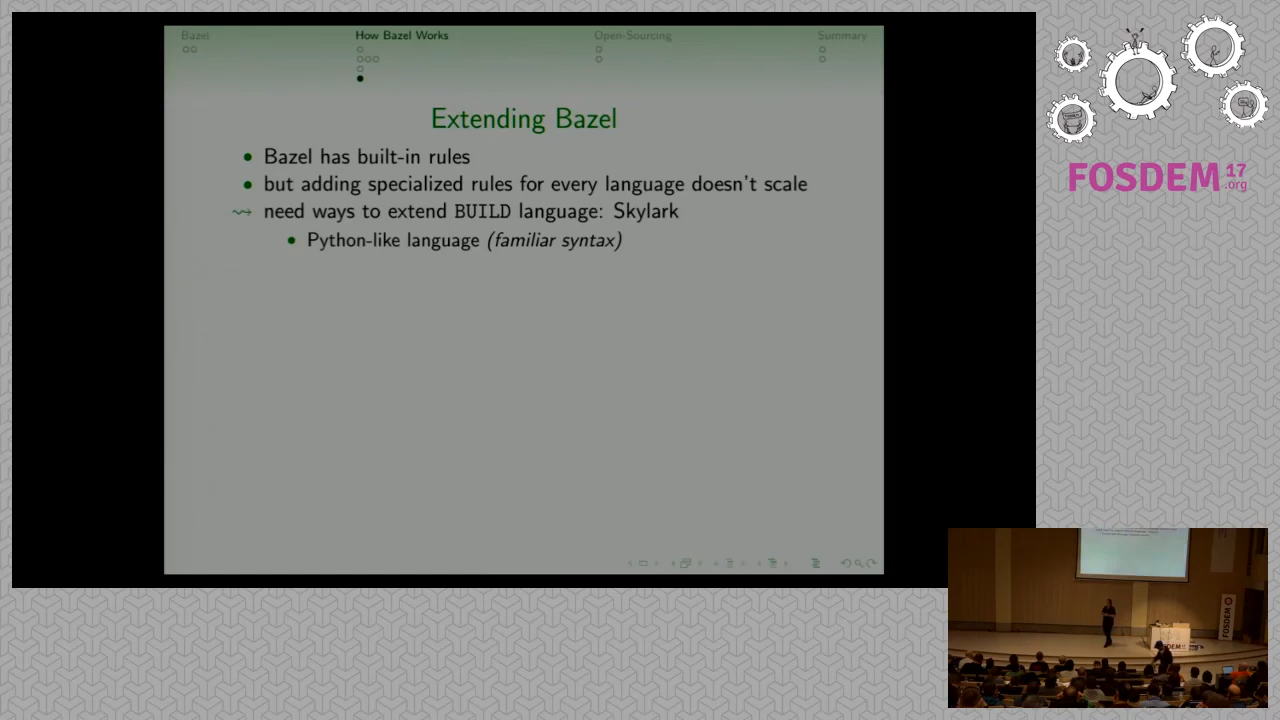 Bazel
How Bazel Works
Open-Sourcing
Summary
Extending Bazel
Bazel has built-in rules
but adding specialized rules for every language doesn't scale
need ways to extend BUILD language: Skylark
Python-like language (familiar syntax)
FOSDEM 17
.org
FOSDEM